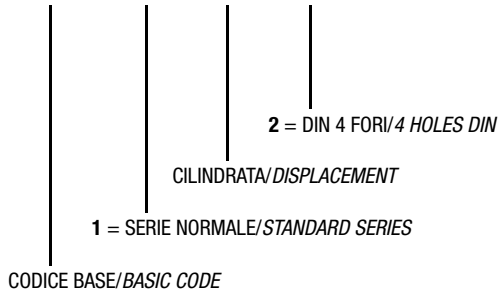 2 = DIN 4 FORI/4 HOLES DIN
CILINDRATA/DISPLACEMENT
1 = SERIE NORMALE/STANDARD SERIES
CODICE BASE/BASIC CODE